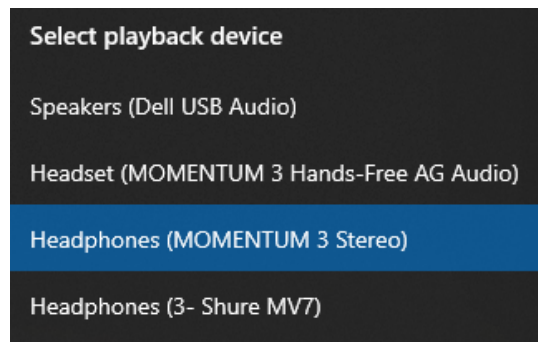 Select playback device
Speakers (Dell USB Audio)
Headset (MOMENTUM 3 Hands-Free AG Audio)
Headphones (MOMENTUM 3 Stereo)
Headphones (3- Shure MV7)